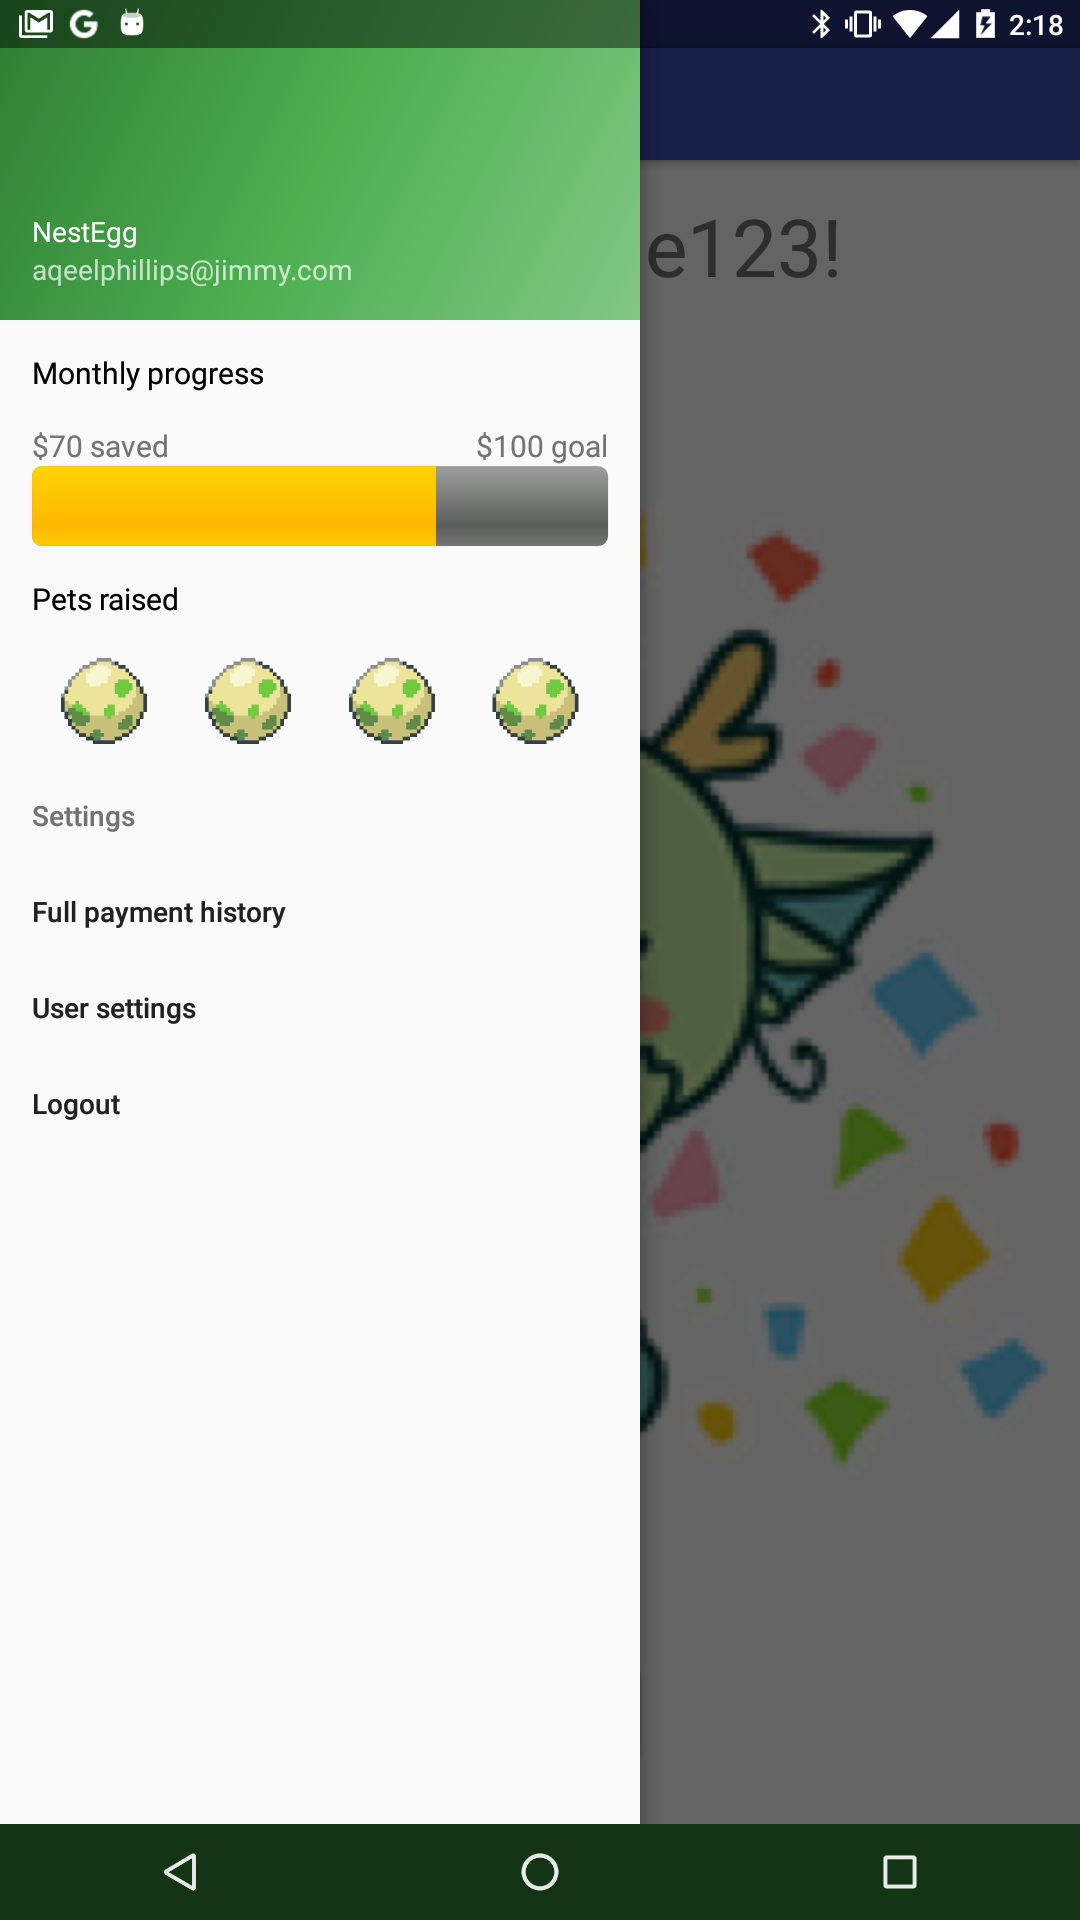 2:18
NestEgg
aqeelphillips@jimmy.com
e123!
Monthly progress
$70 saved $100 goal
Pets raised
Settings
Full payment history
User settings
Logout